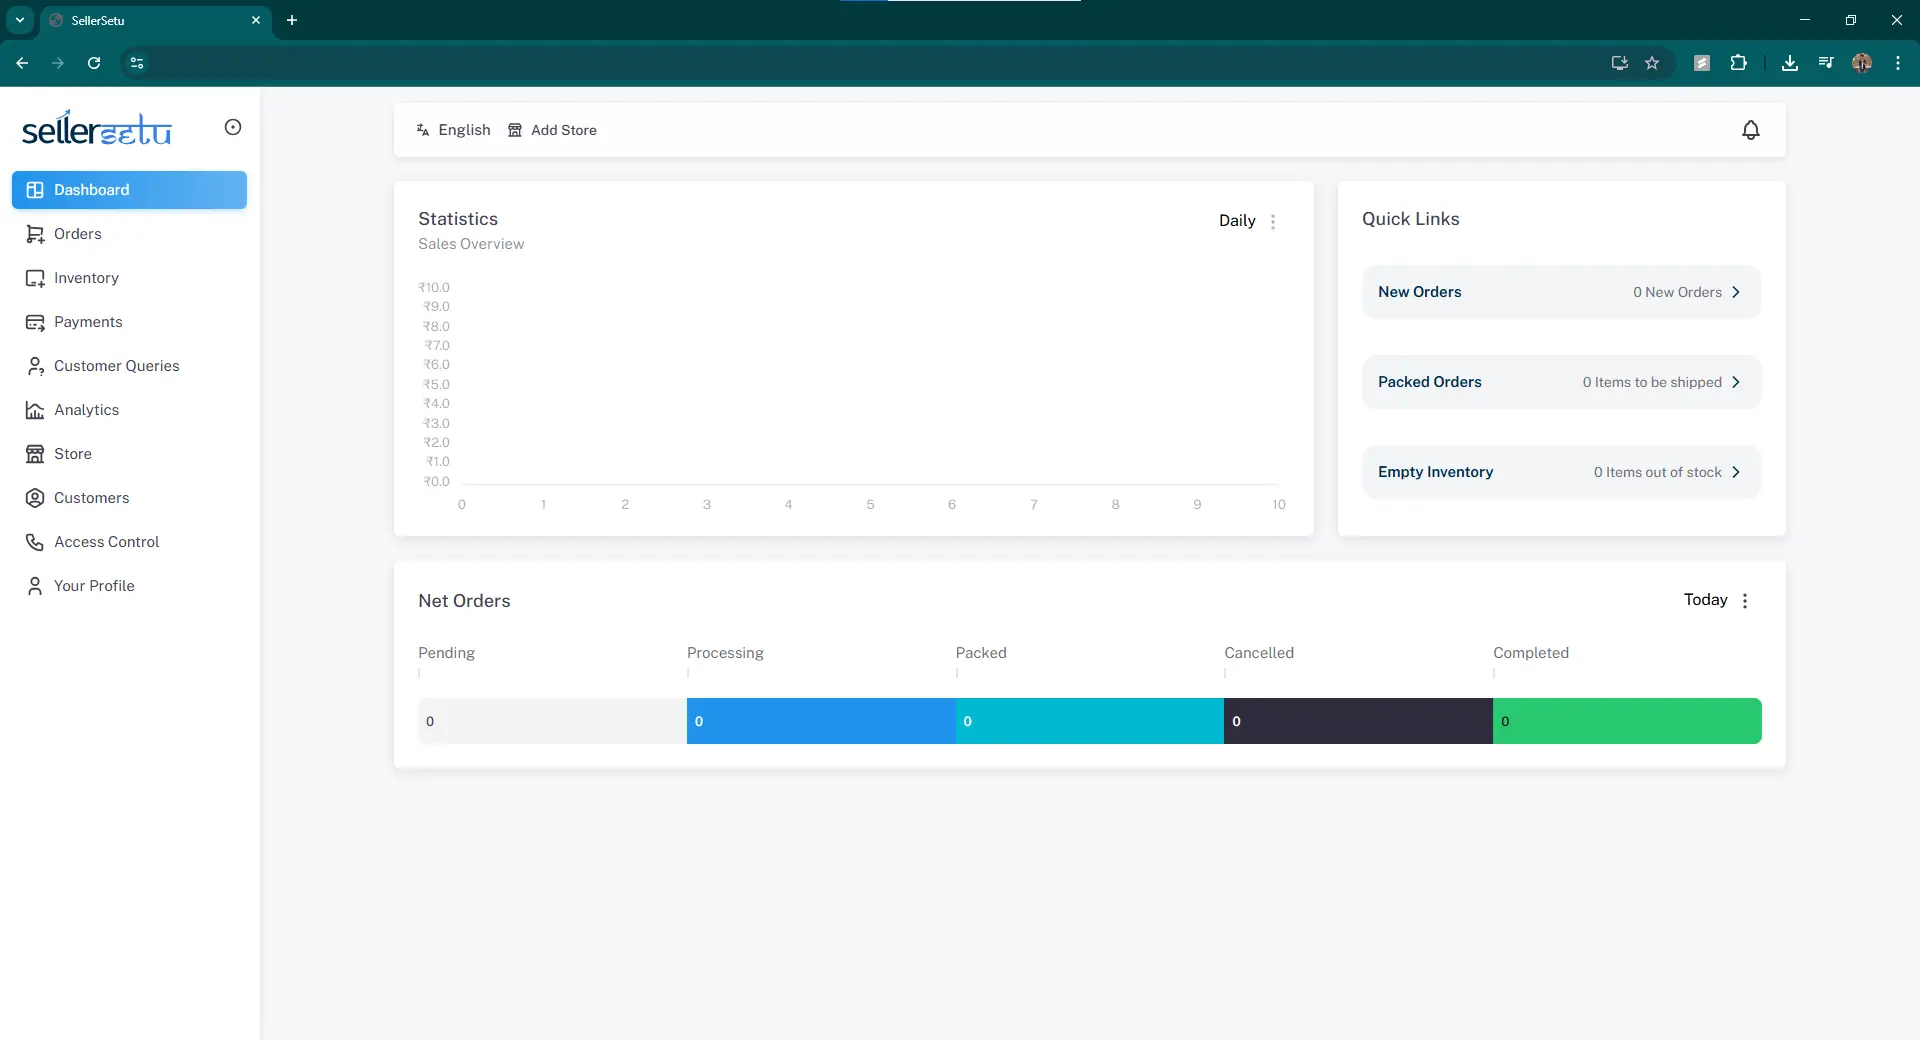 SellerSetu
sellersetu
English Add Store
Dashboard
Orders
Inventory
Payments
Customer Queries
Analytics
Store
Customers
Access Control
Your Profile
Statistics
Sales Overview
Daily
₹10.0
₹9.0
₹8.0
₹7.0
₹6.0
₹5.0
₹4.0
₹3.0
₹2.0
₹1.0
₹0.0
0 1 2 3 4 5 6 7 8 9 10
Quick Links
New Orders 0 New Orders
Packed Orders 0 Items to be shipped
Empty Inventory 0 Items out of stock
Net Orders
Today
Pending Processing Packed Cancelled Completed
0 0 0 0 0